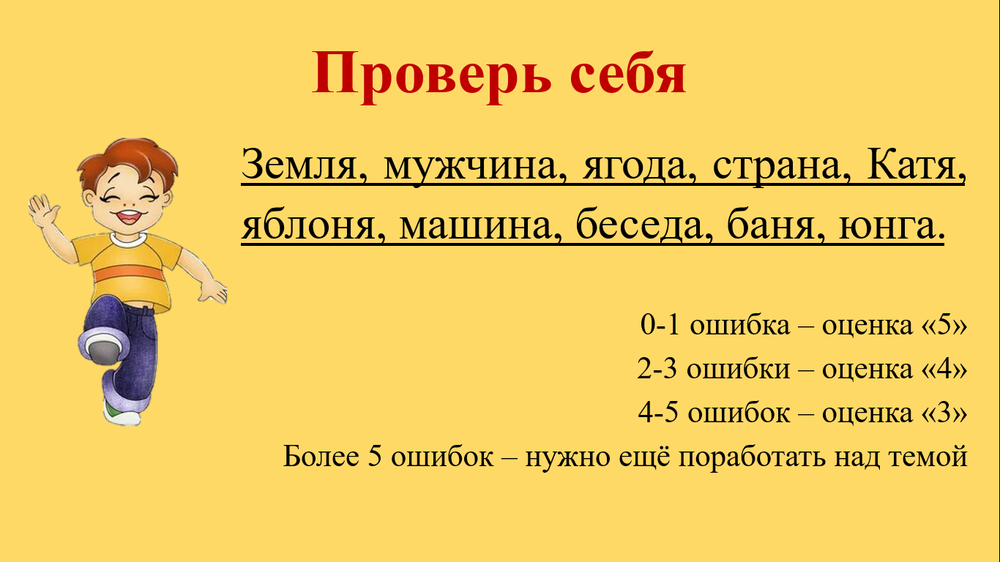 Проверь себя
Земля, мужчина, ягода, страна, Катя,
яблоня, машина, беседа, баня, юнга.
0-1 ошибка – оценка «5»
2-3 ошибки – оценка «4»
4-5 ошибок – оценка «3»
Более 5 ошибок – нужно ещё поработать над темой